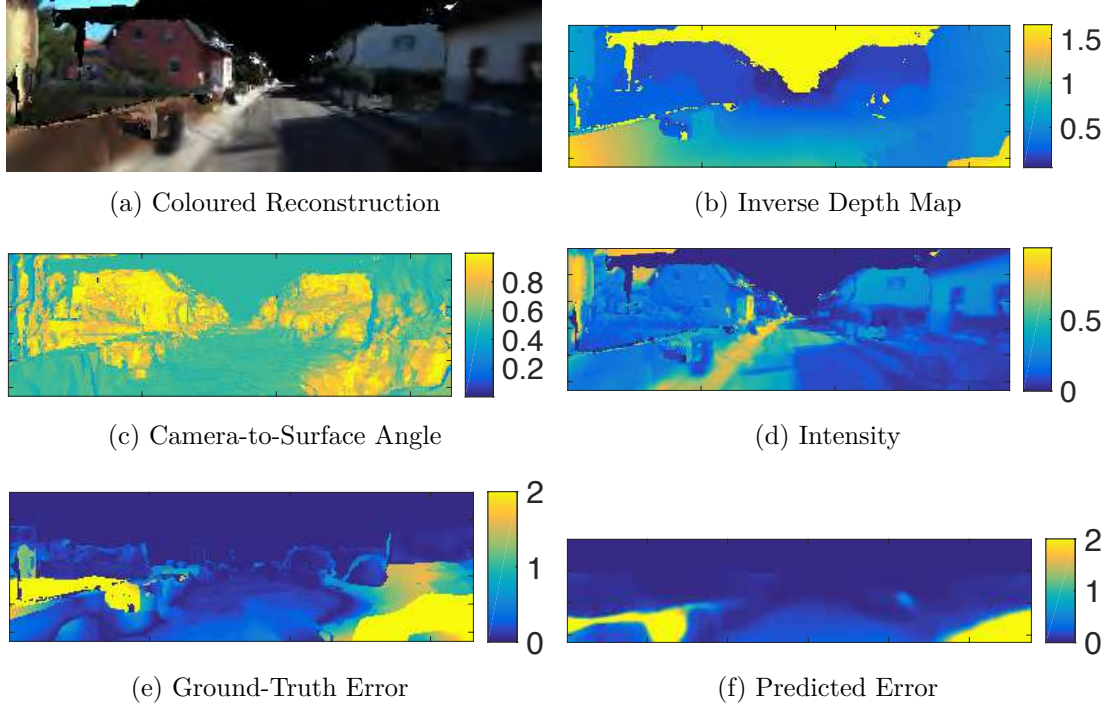 1.5
1
0.5
(a) Coloured Reconstruction
(b) Inverse Depth Map
0.8
0.6
0.4
0.2
0.5
0
(c) Camera-to-Surface Angle
(d) Intensity
2
1
0
2
1
0
(e) Ground-Truth Error
(f) Predicted Error